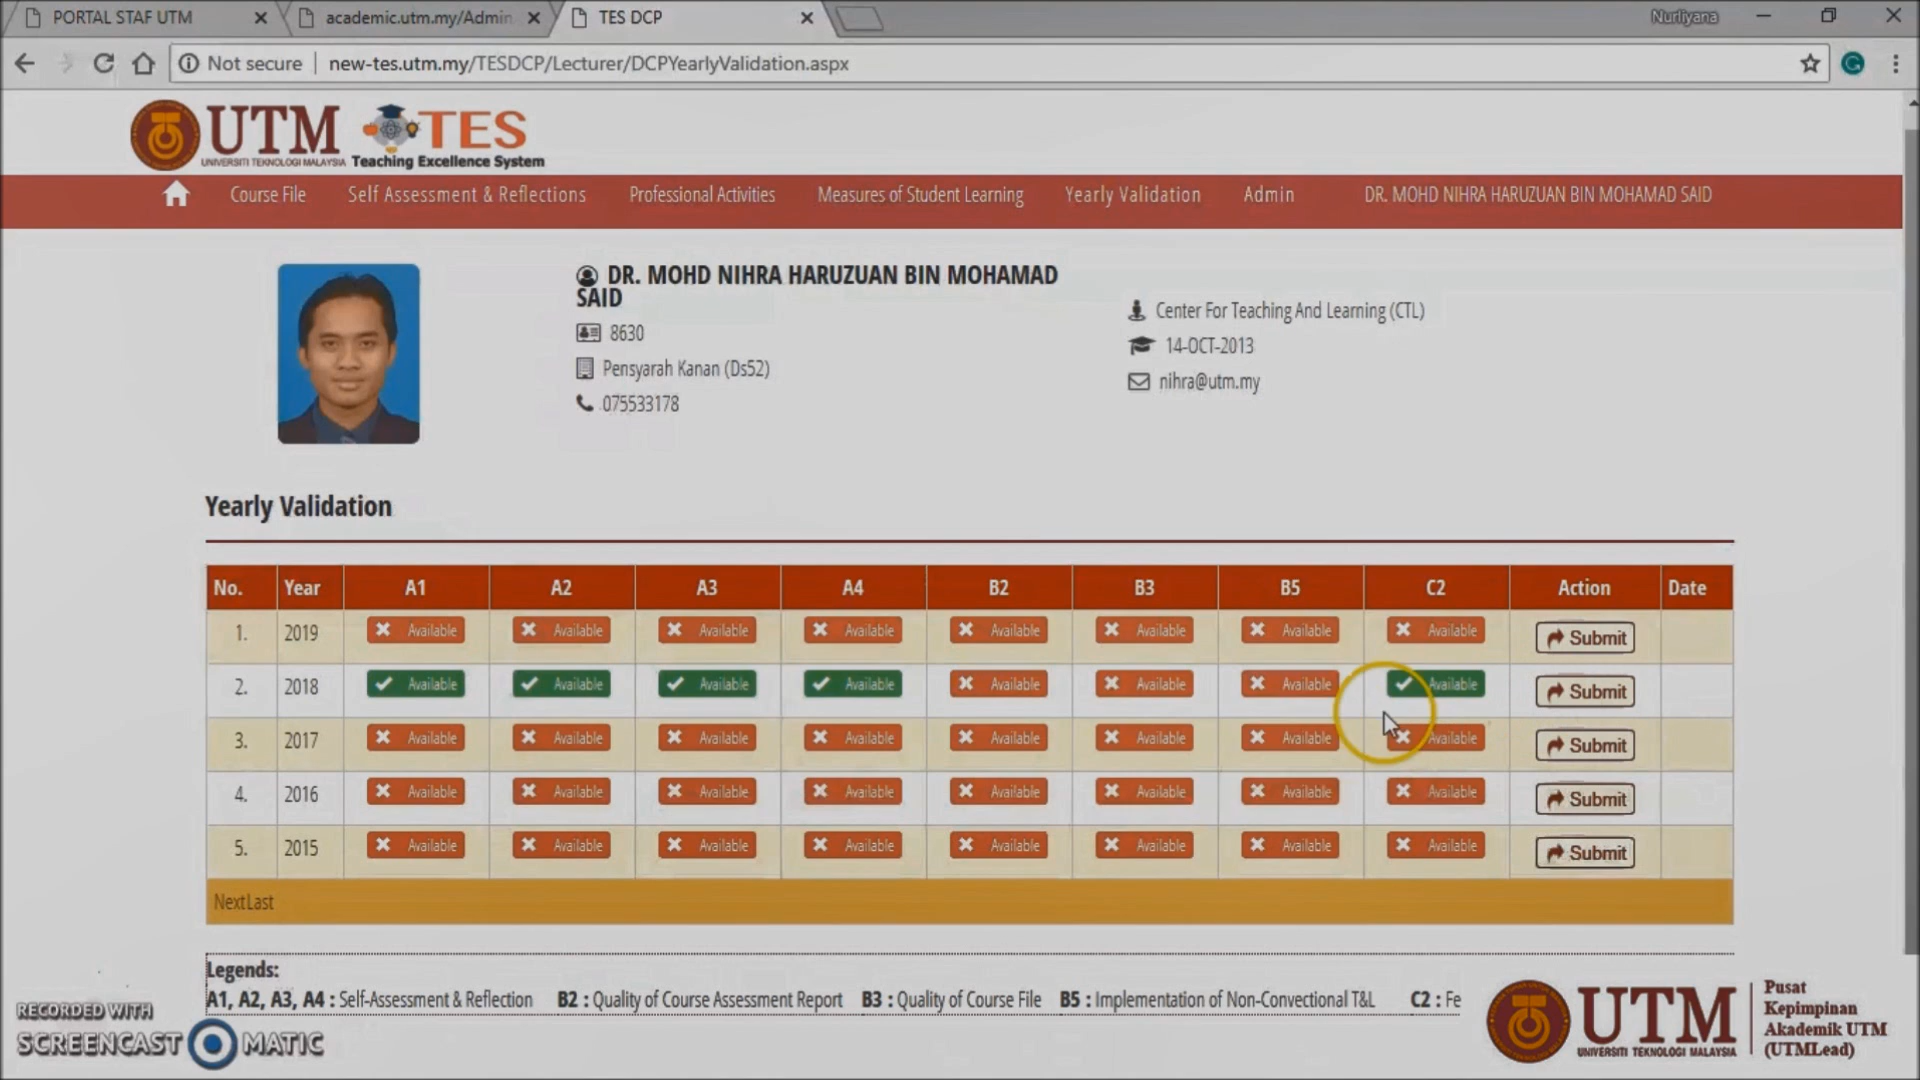 PORTAL STAF UTM
academic.utm.my/Admin
TES DCP
Nurliyana
Not secure
new-tes.utm.my/TESDCP/Lecturer/DCPYearlyValidation.aspx
UTM
UNIVERSITI TEKNOLOGI MALAYSIA
TES
Teaching Excellence System
Course File
Self Assessment & Reflections
Professional Activities
Measures of Student Learning
Yearly Validation
Admin
DR. MOHD NIHRA HARUZUAN BIN MOHAMAD SAID
DR. MOHD NIHRA HARUZUAN BIN MOHAMAD
SAID
8630
Pensyarah Kanan (Ds52)
075533178
Center For Teaching And Learning (CTL)
14-OCT-2013
nihra@utm.my
Yearly Validation
No. Year A1 A2 A3 A4 B2 B3 B5 C2 Action Date
1. 2019 Available Available Available Available Available Available Available Available Submit
2. 2018 Available Available Available Available Available Available Available Available Submit
3. 2017 Available Available Available Available Available Available Available Available Submit
4. 2016 Available Available Available Available Available Available Available Available Submit
5. 2015 Available Available Available Available Available Available Available Available Submit
NextLast
Legends:
A1, A2, A3, A4 : Self-Assessment & Reflection B2 : Quality of Course Assessment Report B3 : Quality of Course File B5 : Implementation of Non-Convectional T&L C2 : Fe
RECORDED WITH
SCREENCAST MATIC
UTM
UNIVERSITI TEKNOLOGI MALAYSIA
Pusat
Kepimpinan
Akademik UTM
(UTMLead)